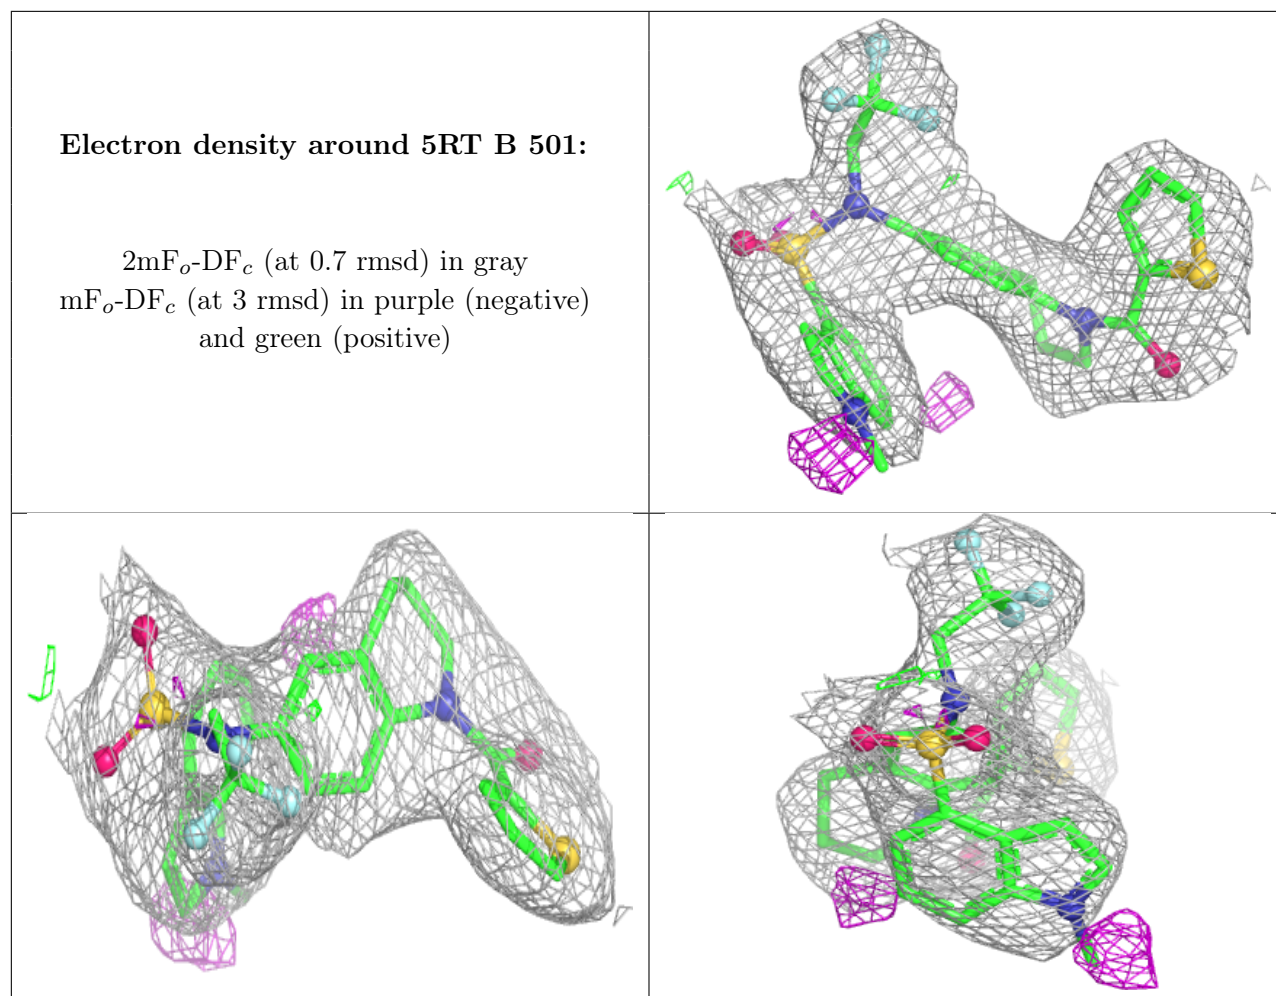 Electron density around 5RT B 501:
2mFo-DFc (at 0.7 rmsd) in gray
mFo-DFc (at 3 rmsd) in purple (negative)
and green (positive)